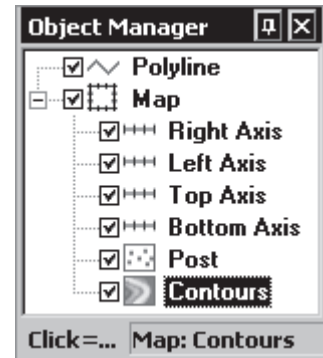 Object Manager
Polyline
Map
Right Axis
Left Axis
Top Axis
Bottom Axis
Post
Contours
Click=... Map: Contours